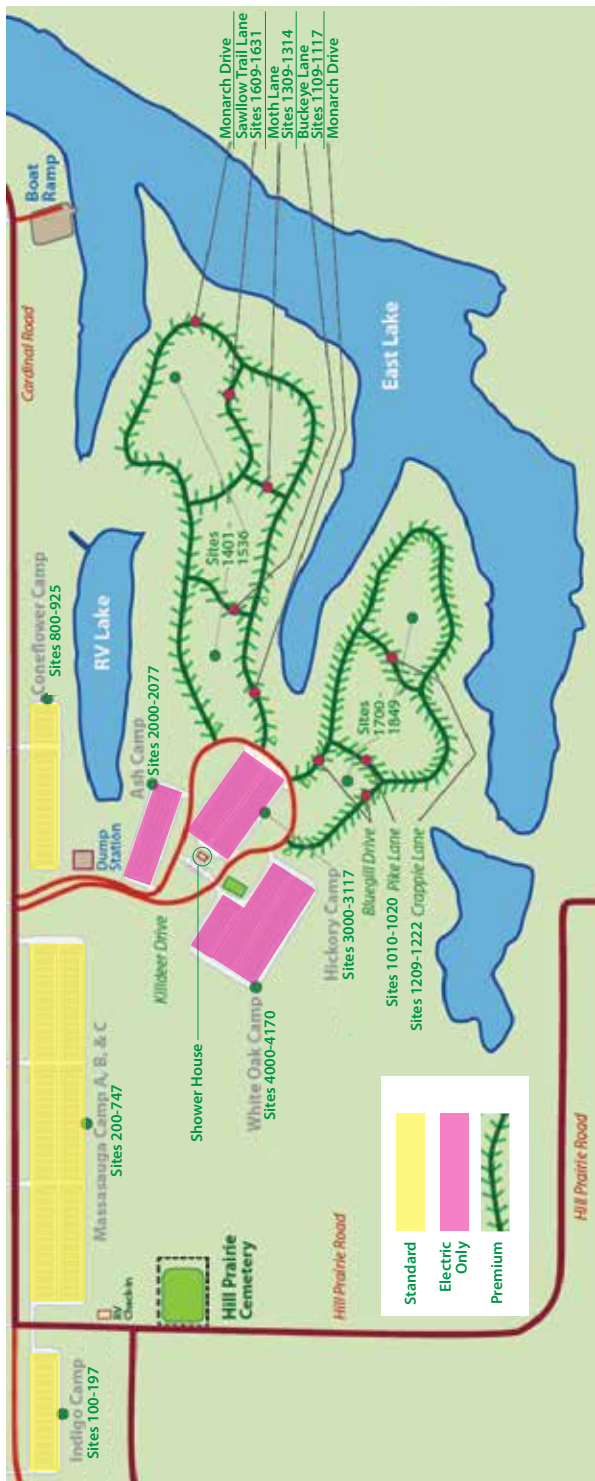 Monarch Drive
Sawllow Trail Lane
Sites 1609-1631
Moth Lane
Sites 1309-1314
Buckeye Lane
Sites 1109-1117
Monarch Drive
Boat
Ramp
Cardinal Road
East Lake
Coneflower Camp
Sites 800-925
RV Lake
Sites
1401 -
1536
Ash Camp
Sites 2000-2077
Dump
Station
Sites
1700 -
1849
Killdeer Drive
Hickory Camp
Sites 3000-3117
Bluegill Drive
Sites 1010-1020 Pike Lane
Sites 1209-1222 Crappie Lane
Shower House
White Oak Camp
Sites 4000-4170
Massasauga Camp A, B, & C
Sites 200-747
RV
Check-In
Hill Prairie
Cemetery
Hill Prairie Road
Hill Prairie Road
Indigo Camp
Sites 100-197
Standard
Electric
Only
Premium